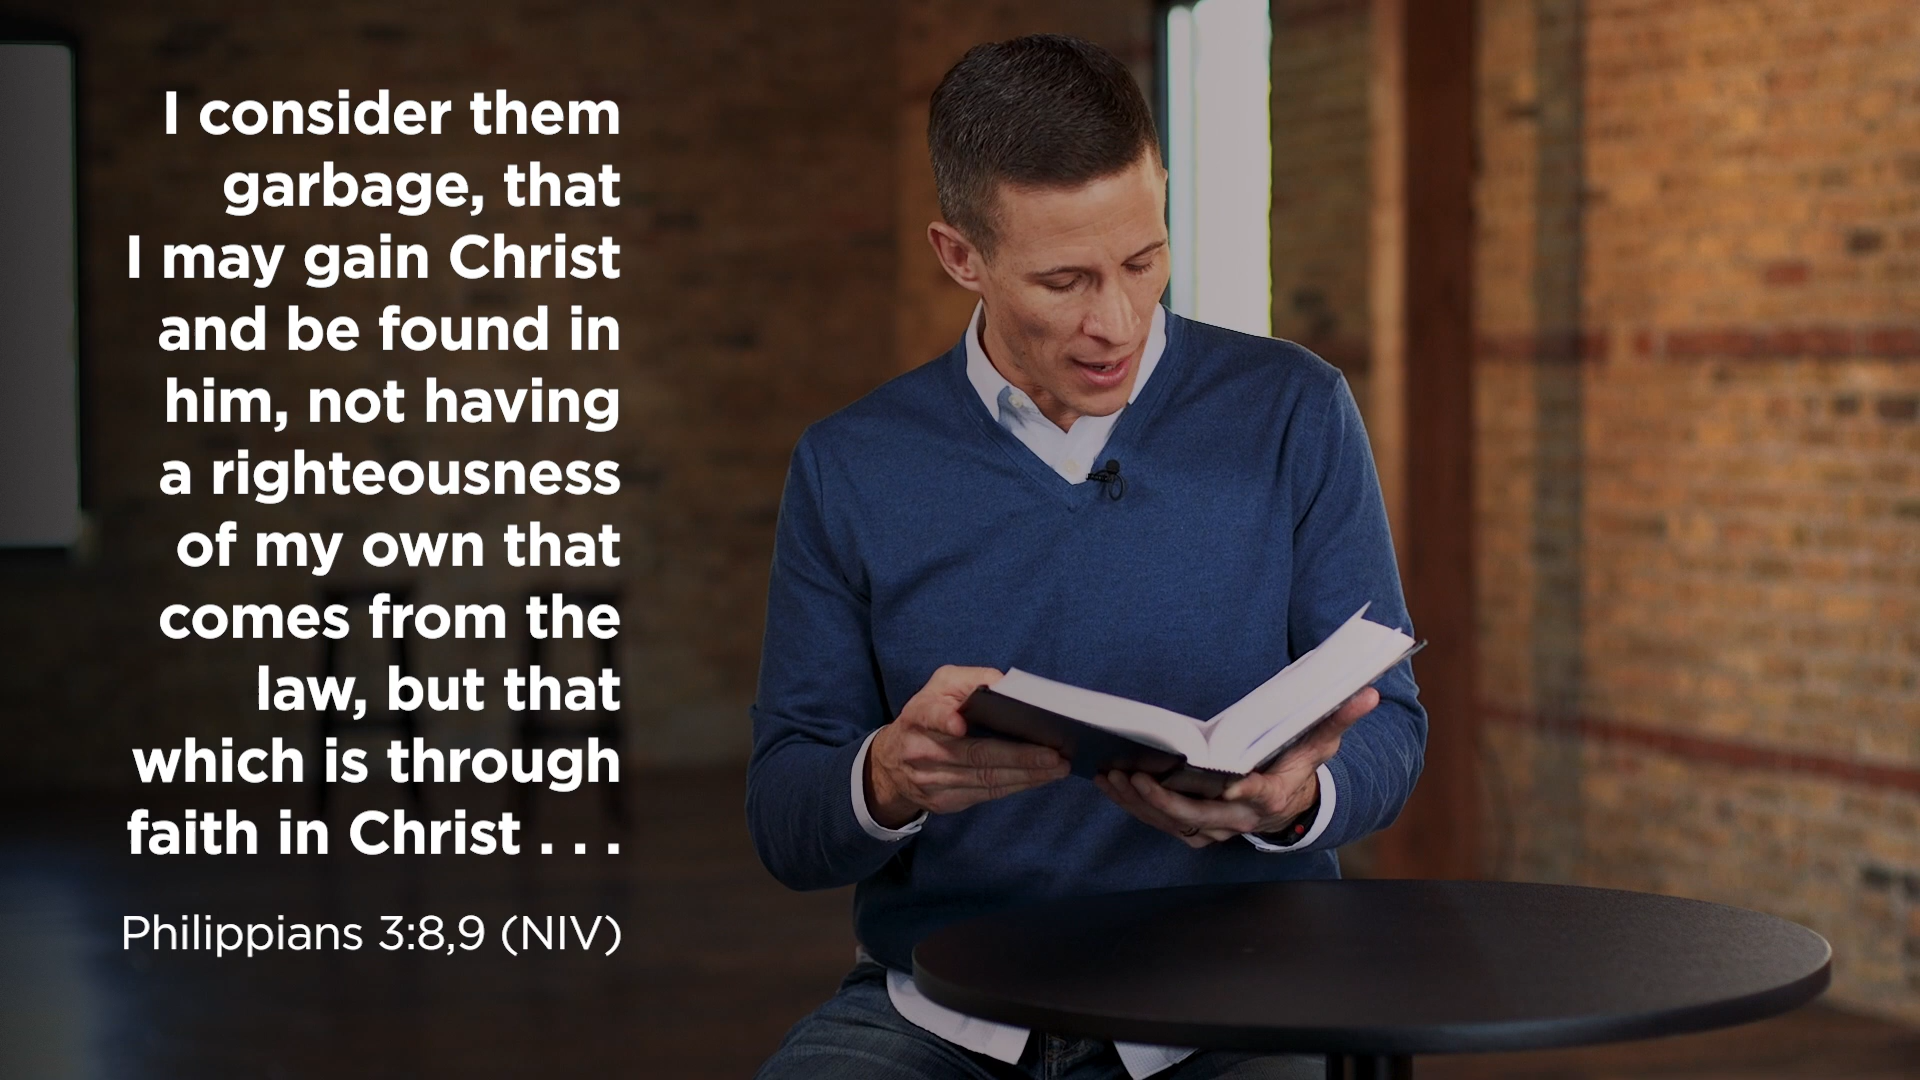 I consider them
garbage, that
I may gain Christ
and be found in
him, not having
a righteousness
of my own that
comes from the
law, but that
which is through
faith in Christ . . .
Philippians 3:8,9 (NIV)